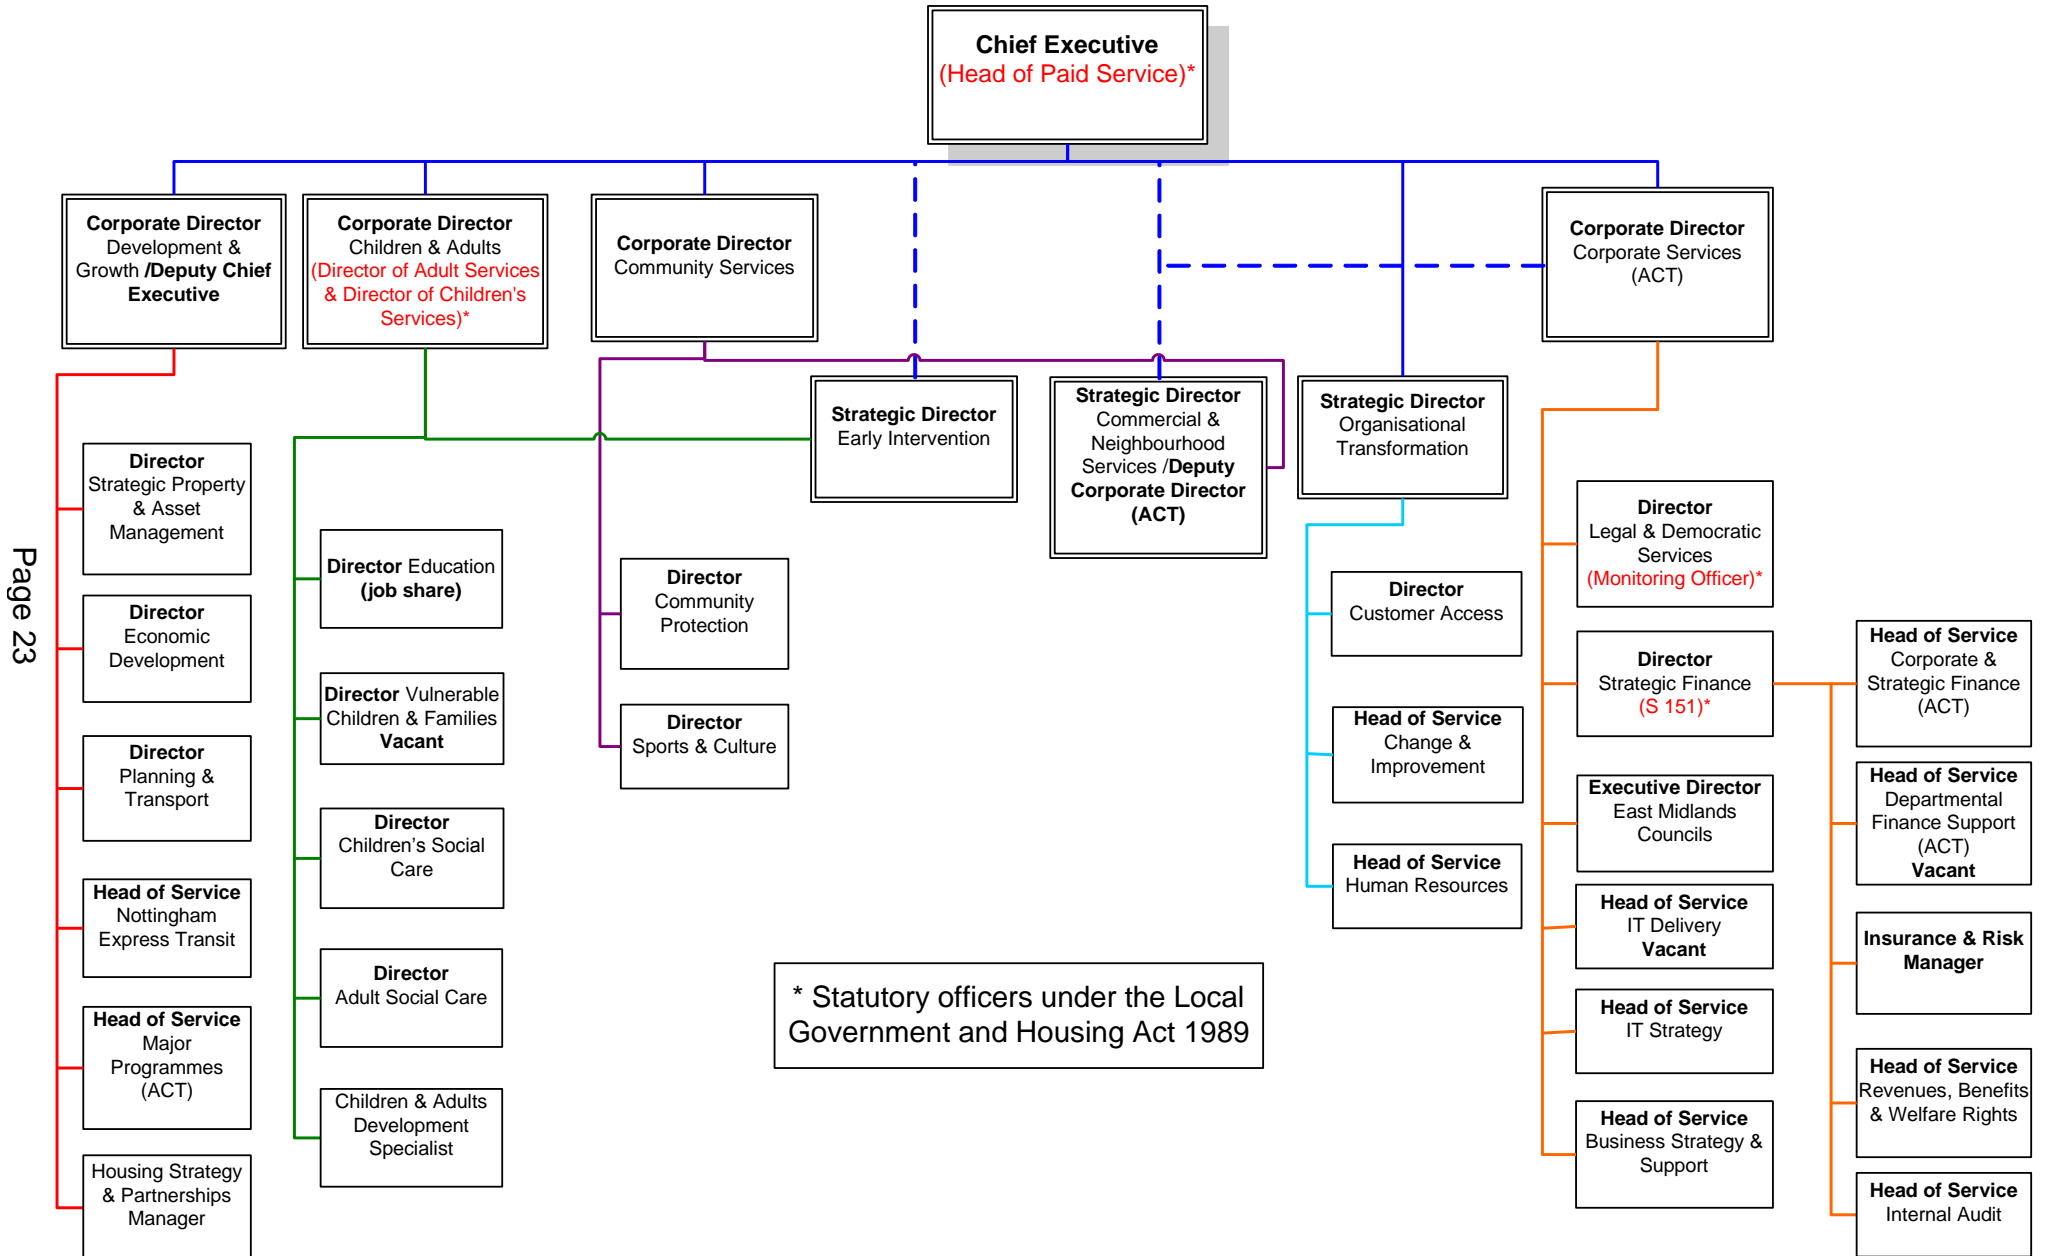 Chief Executive
(Head of Paid Service)*
Corporate Director
Development &
Growth /Deputy Chief
Executive
Corporate Director
Children & Adults
(Director of Adult Services
& Director of Children's
Services)*
Corporate Director
Community Services
Corporate Director
Corporate Services
(ACT)
Strategic Director
Early Intervention
Strategic Director
Commercial &
Neighbourhood
Services /Deputy
Corporate Director
(ACT)
Strategic Director
Organisational
Transformation
Director
Strategic Property
& Asset
Management
Director
Economic
Development
Director
Planning &
Transport
Head of Service
Nottingham
Express Transit
Head of Service
Major
Programmes
(ACT)
Housing Strategy
& Partnerships
Manager
Director Education
(job share)
Director Vulnerable
Children & Families
Vacant
Director
Children’s Social
Care
Director
Adult Social Care
Children & Adults
Development
Specialist
Director
Community
Protection
Director
Sports & Culture
Director
Customer Access
Head of Service
Change &
Improvement
Head of Service
Human Resources
Director
Legal & Democratic
Services
(Monitoring Officer)*
Director
Strategic Finance
(S 151)*
Executive Director
East Midlands
Councils
Head of Service
IT Delivery
Vacant
Head of Service
IT Strategy
Head of Service
Business Strategy &
Support
Head of Service
Corporate &
Strategic Finance
(ACT)
Head of Service
Departmental
Finance Support
(ACT)
Vacant
Insurance & Risk
Manager
Head of Service
Revenues, Benefits
& Welfare Rights
Head of Service
Internal Audit
* Statutory officers under the Local
Government and Housing Act 1989
Page 23